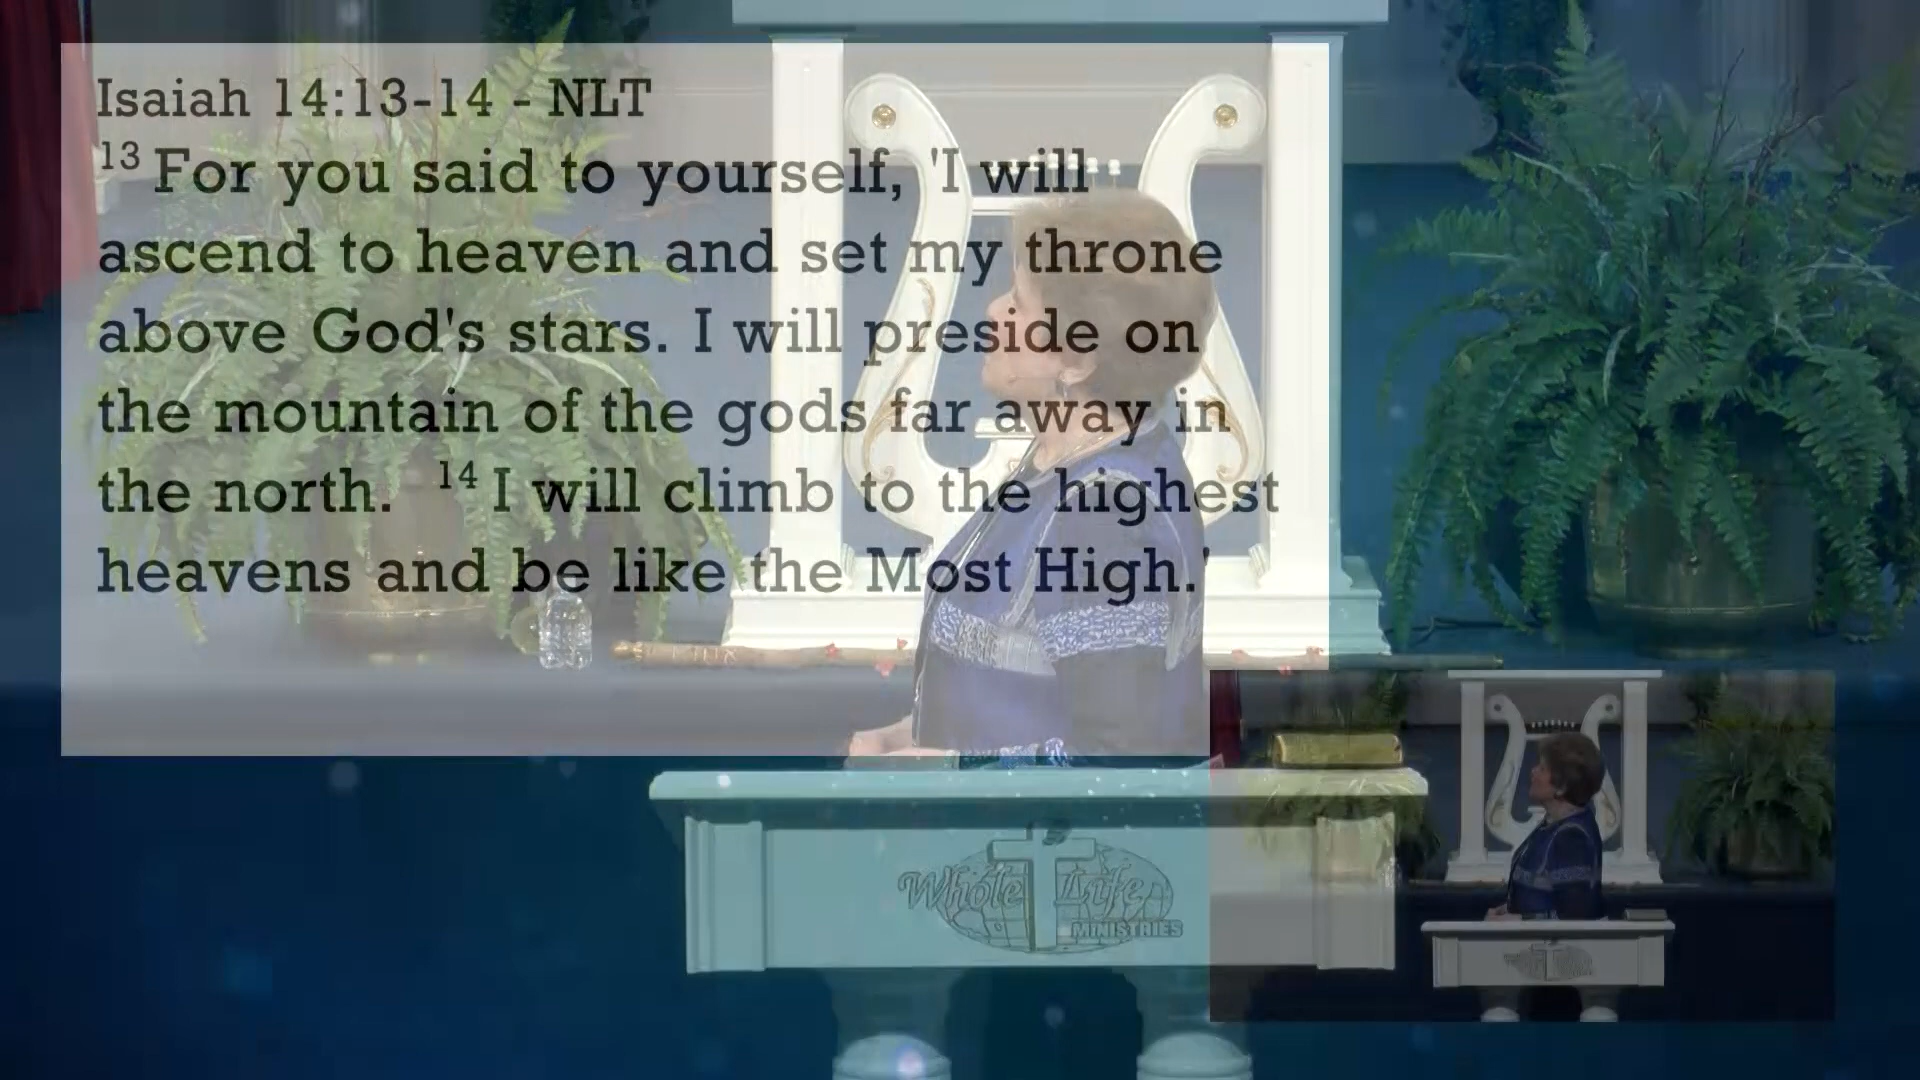 Isaiah 14:13-14 - NLT
13 For you said to yourself, 'I will
ascend to heaven and set my throne
above God's stars. I will preside on
the mountain of the gods far away in
the north. 14 I will climb to the highest
heavens and be like the Most High.'
Whole Life
MINISTRIES